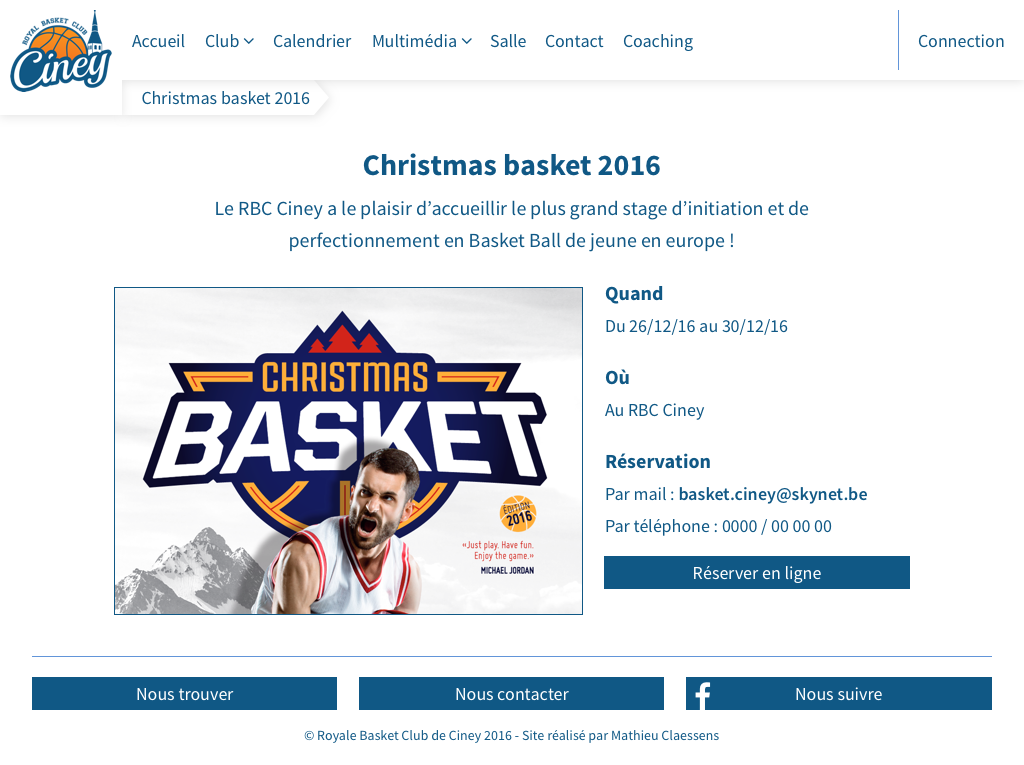 ROYAL BASKET CLUB
Ciney
Accueil
Club
Calendrier
Multimédia
Salle
Contact
Coaching
Connection
Christmas basket 2016
Christmas basket 2016
Le RBC Ciney a le plaisir d’accueillir le plus grand stage d’initiation et de
perfectionnement en Basket Ball de jeune en europe !
CHRISTMAS
BASKET
ÉDITION
2016
«Just play. Have fun.
Enjoy the game.»
MICHAEL JORDAN
Quand
Du 26/12/16 au 30/12/16
Où
Au RBC Ciney
Réservation
Par mail : basket.ciney@skynet.be
Par téléphone : 0000 / 00 00 00
Réserver en ligne
Nous trouver
Nous contacter
Nous suivre
© Royale Basket Club de Ciney 2016 - Site réalisé par Mathieu Claessens